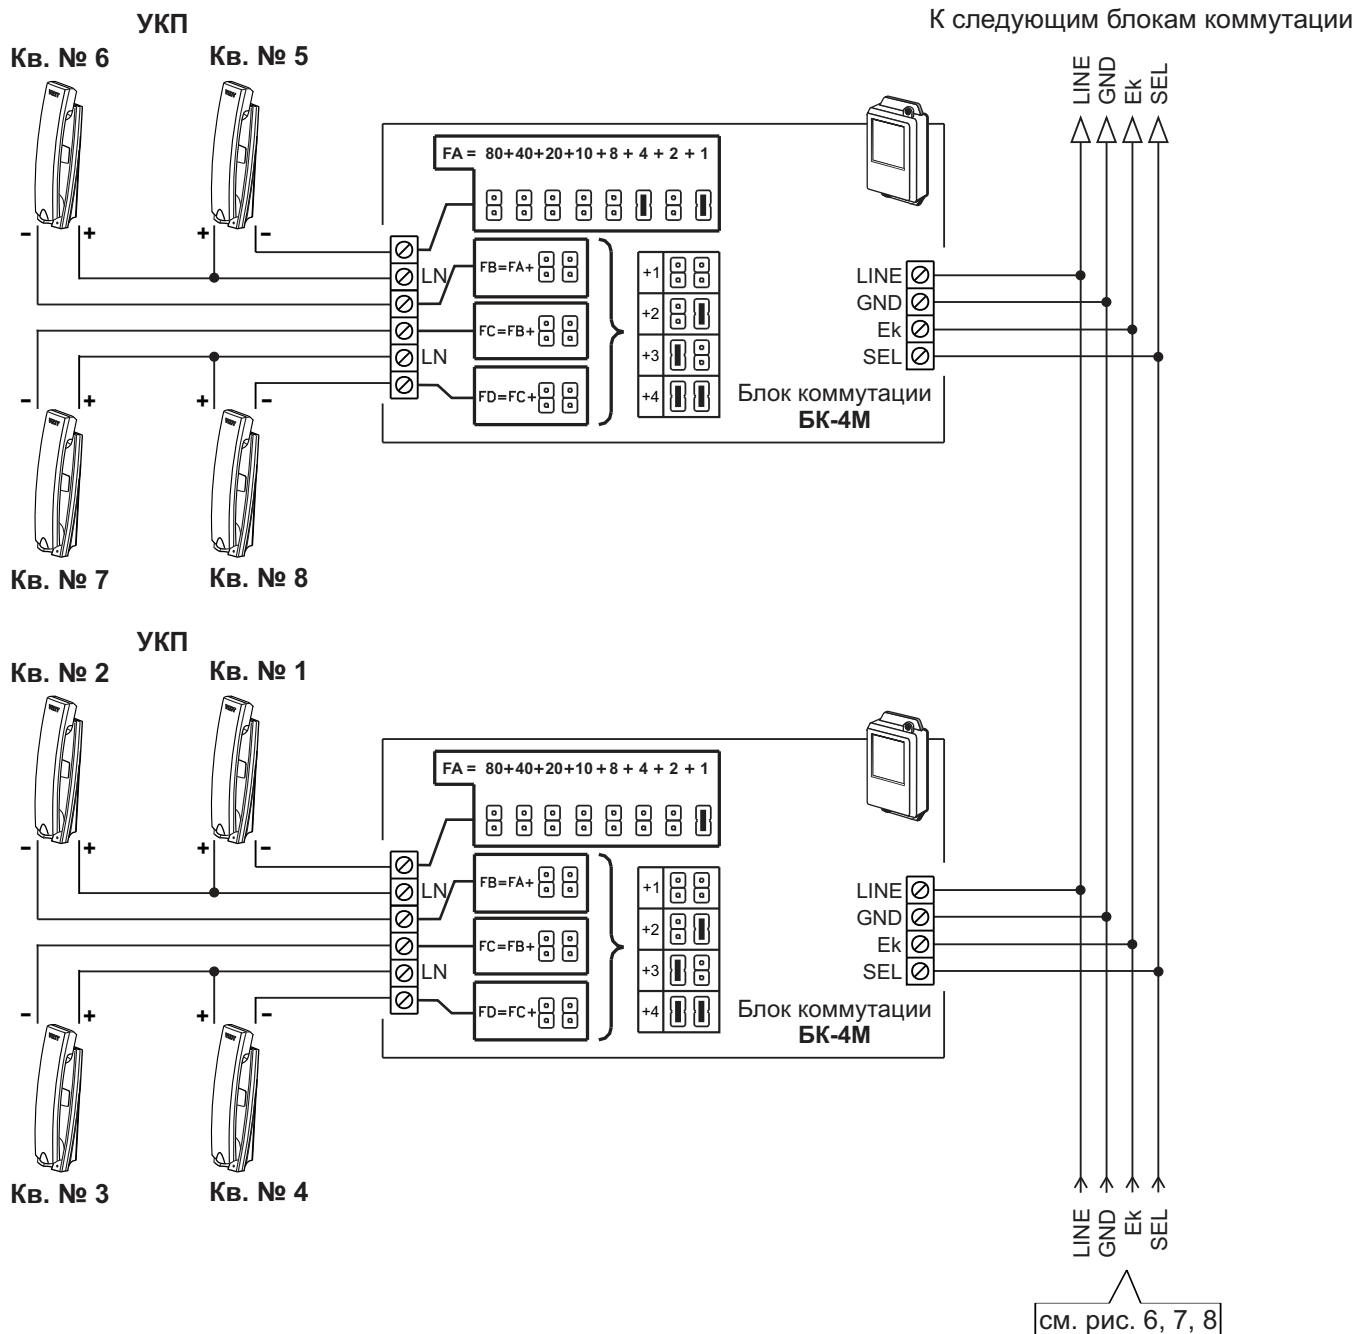 К следующим блокам коммутации
УКП
Кв. № 6
Кв. № 5
LINE
GND
Ek
SEL
FA = 80+40+20+10+8+4+2+1
- +
+ -
LN
FB=FA+
FC=FB+
LN
FD=FC+
+1
+2
+3
+4
LINE
GND
Ek
SEL
Блок коммутации
БК-4М
- +
+ -
Кв. № 7
Кв. № 8
УКП
Кв. № 2
Кв. № 1
FA = 80+40+20+10+8+4+2+1
- +
+ -
LN
FB=FA+
FC=FB+
LN
FD=FC+
+1
+2
+3
+4
LINE
GND
Ek
SEL
Блок коммутации
БК-4М
- +
+ -
Кв. № 3
Кв. № 4
LINE
GND
Ek
SEL
см. рис. 6, 7, 8